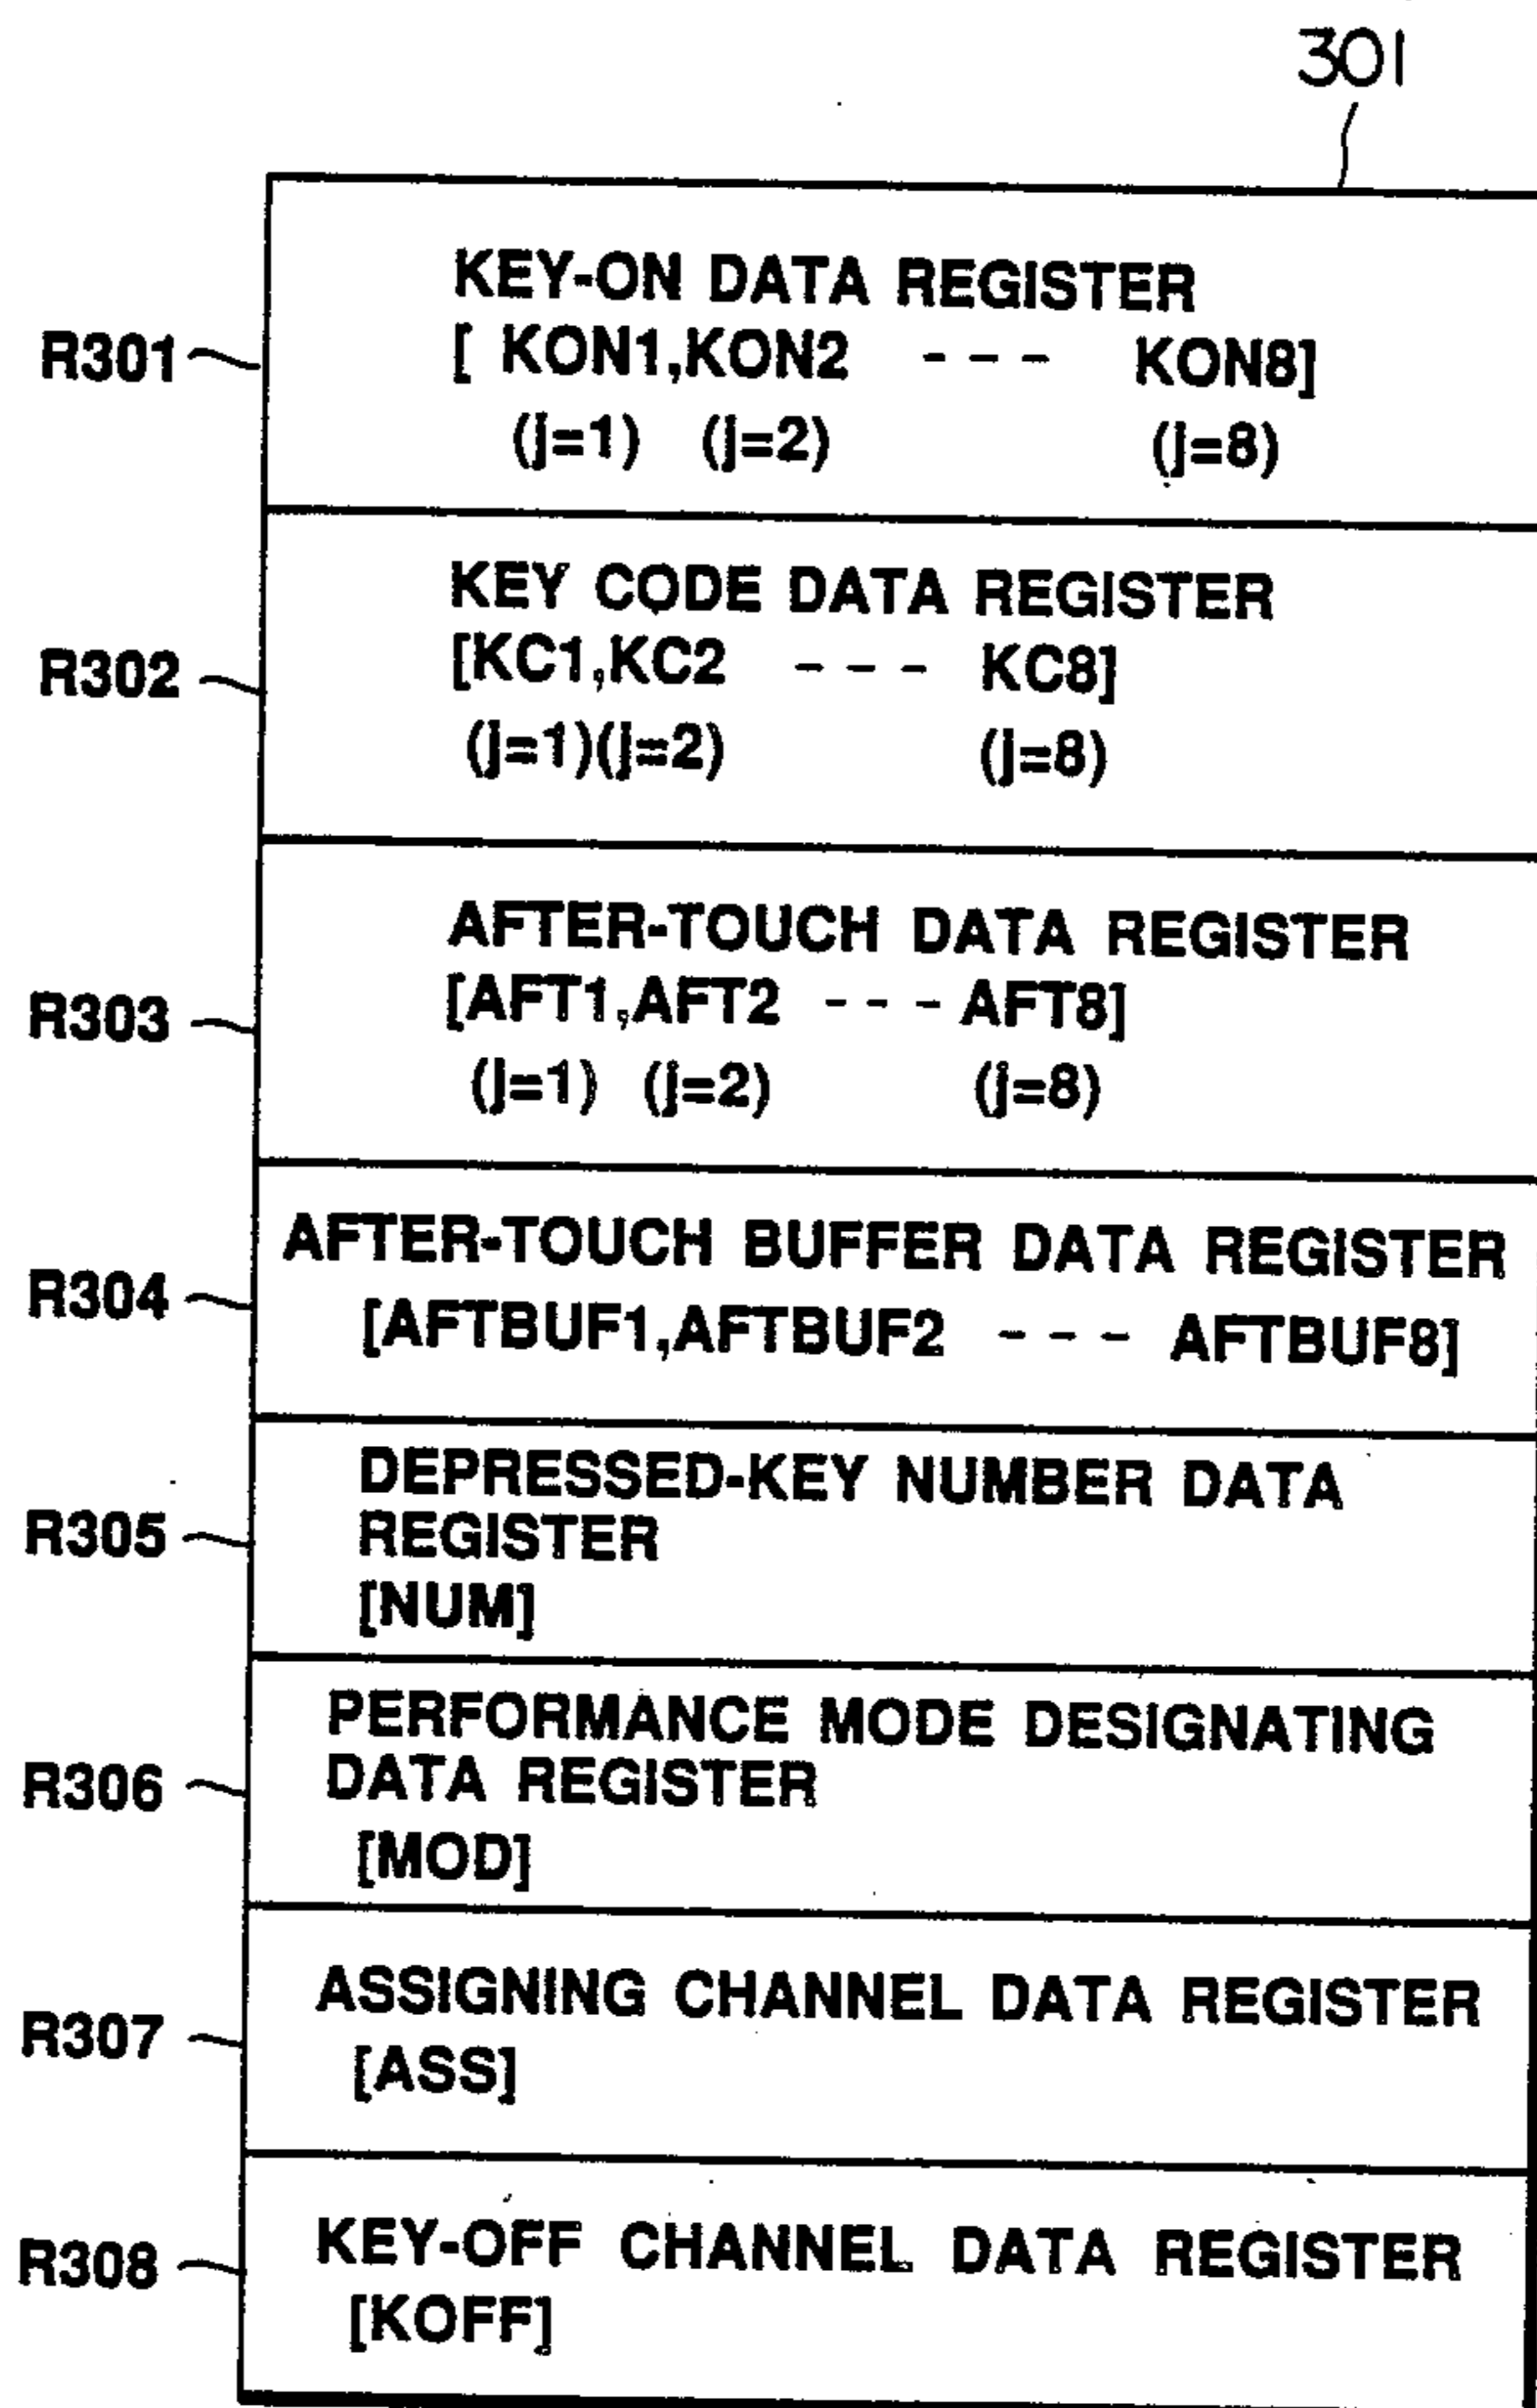 301
KEY-ON DATA REGISTER
R301
[ KON1,KON2 - - - KON8]
(j=1) (j=2) (j=8)
KEY CODE DATA REGISTER
R302
[KC1,KC2 - - - KC8]
(j=1)(j=2) (j=8)
AFTER-TOUCH DATA REGISTER
R303
[AFT1,AFT2 - - - AFT8]
(j=1) (j=2) (j=8)
AFTER-TOUCH BUFFER DATA REGISTER
R304
[AFTBUF1,AFTBUF2 - - - AFTBUF8]
DEPRESSED-KEY NUMBER DATA
R305
REGISTER
[NUM]
PERFORMANCE MODE DESIGNATING
R306
DATA REGISTER
[MOD]
ASSIGNING CHANNEL DATA REGISTER
R307
[ASS]
KEY-OFF CHANNEL DATA REGISTER
R308
[KOFF]